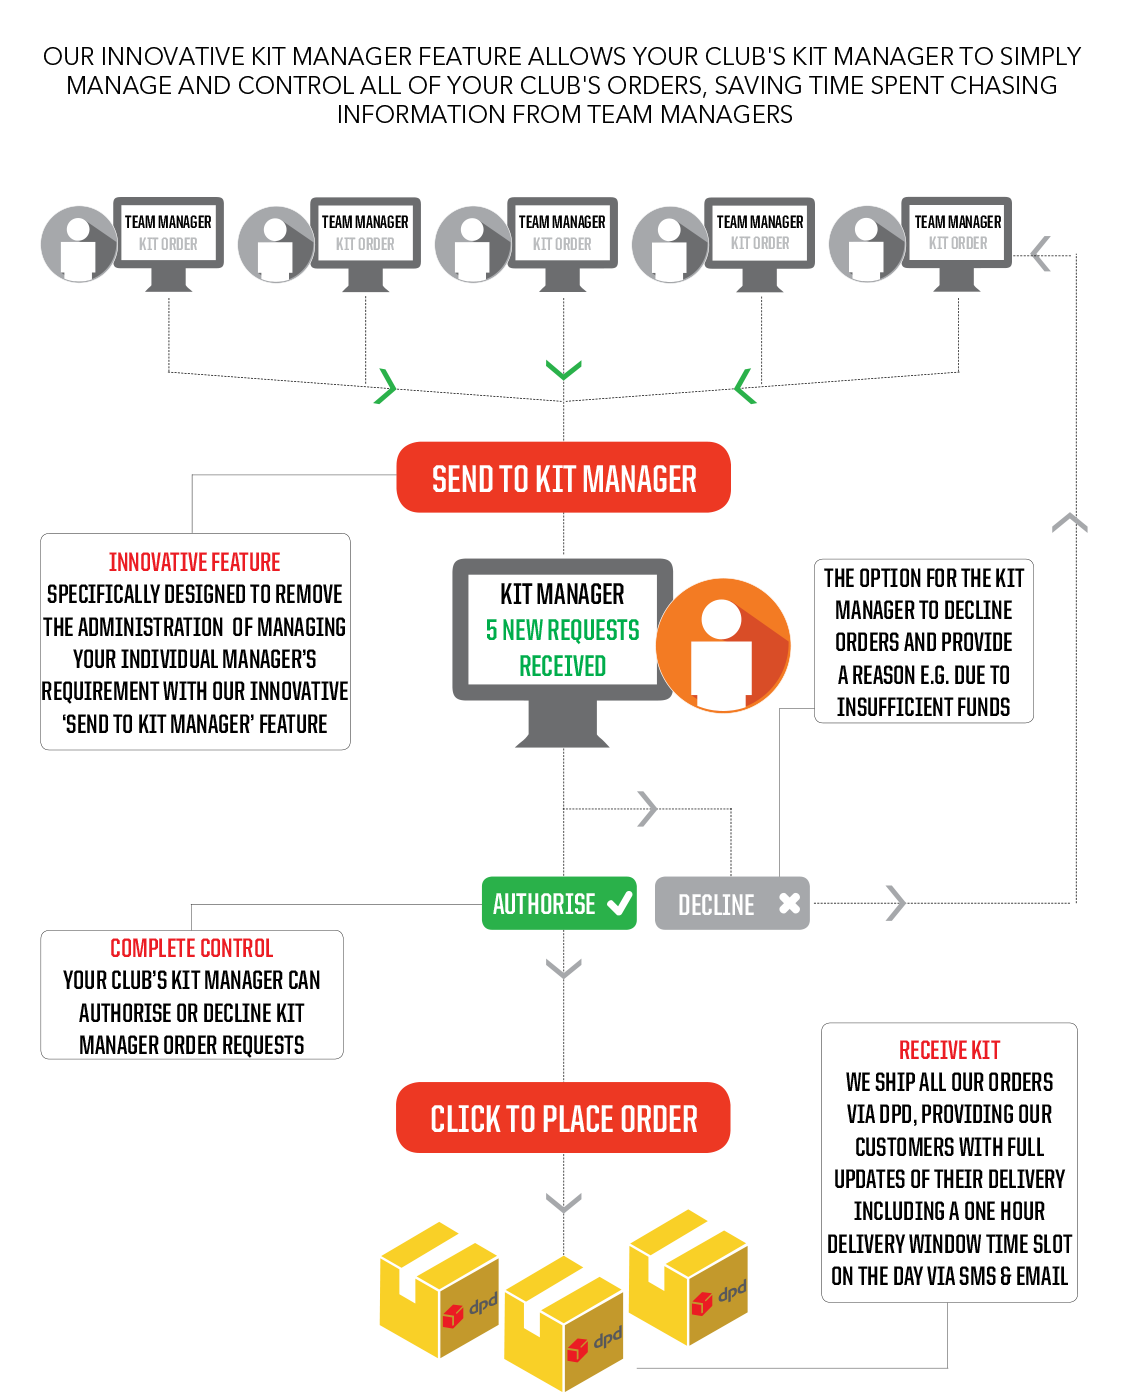 OUR INNOVATIVE KIT MANAGER FEATURE ALLOWS YOUR CLUB'S KIT MANAGER TO SIMPLY
MANAGE AND CONTROL ALL OF YOUR CLUB'S ORDERS, SAVING TIME SPENT CHASING
INFORMATION FROM TEAM MANAGERS
TEAM MANAGER
KIT ORDER
TEAM MANAGER
KIT ORDER
TEAM MANAGER
KIT ORDER
TEAM MANAGER
KIT ORDER
TEAM MANAGER
KIT ORDER
SEND TO KIT MANAGER
INNOVATIVE FEATURE
SPECIFICALLY DESIGNED TO REMOVE
THE ADMINISTRATION OF MANAGING
YOUR INDIVIDUAL MANAGER'S
REQUIREMENT WITH OUR INNOVATIVE
'SEND TO KIT MANAGER' FEATURE
KIT MANAGER
5 NEW REQUESTS
RECEIVED
THE OPTION FOR THE KIT
MANAGER TO DECLINE
ORDERS AND PROVIDE
A REASON E.G. DUE TO
INSUFFICIENT FUNDS
AUTHORISE
DECLINE
COMPLETE CONTROL
YOUR CLUB'S KIT MANAGER CAN
AUTHORISE OR DECLINE KIT
MANAGER ORDER REQUESTS
CLICK TO PLACE ORDER
RECEIVE KIT
WE SHIP ALL OUR ORDERS
VIA DPD, PROVIDING OUR
CUSTOMERS WITH FULL
UPDATES OF THEIR DELIVERY
INCLUDING A ONE HOUR
DELIVERY WINDOW TIME SLOT
ON THE DAY VIA SMS & EMAIL
dpd
dpd
dpd